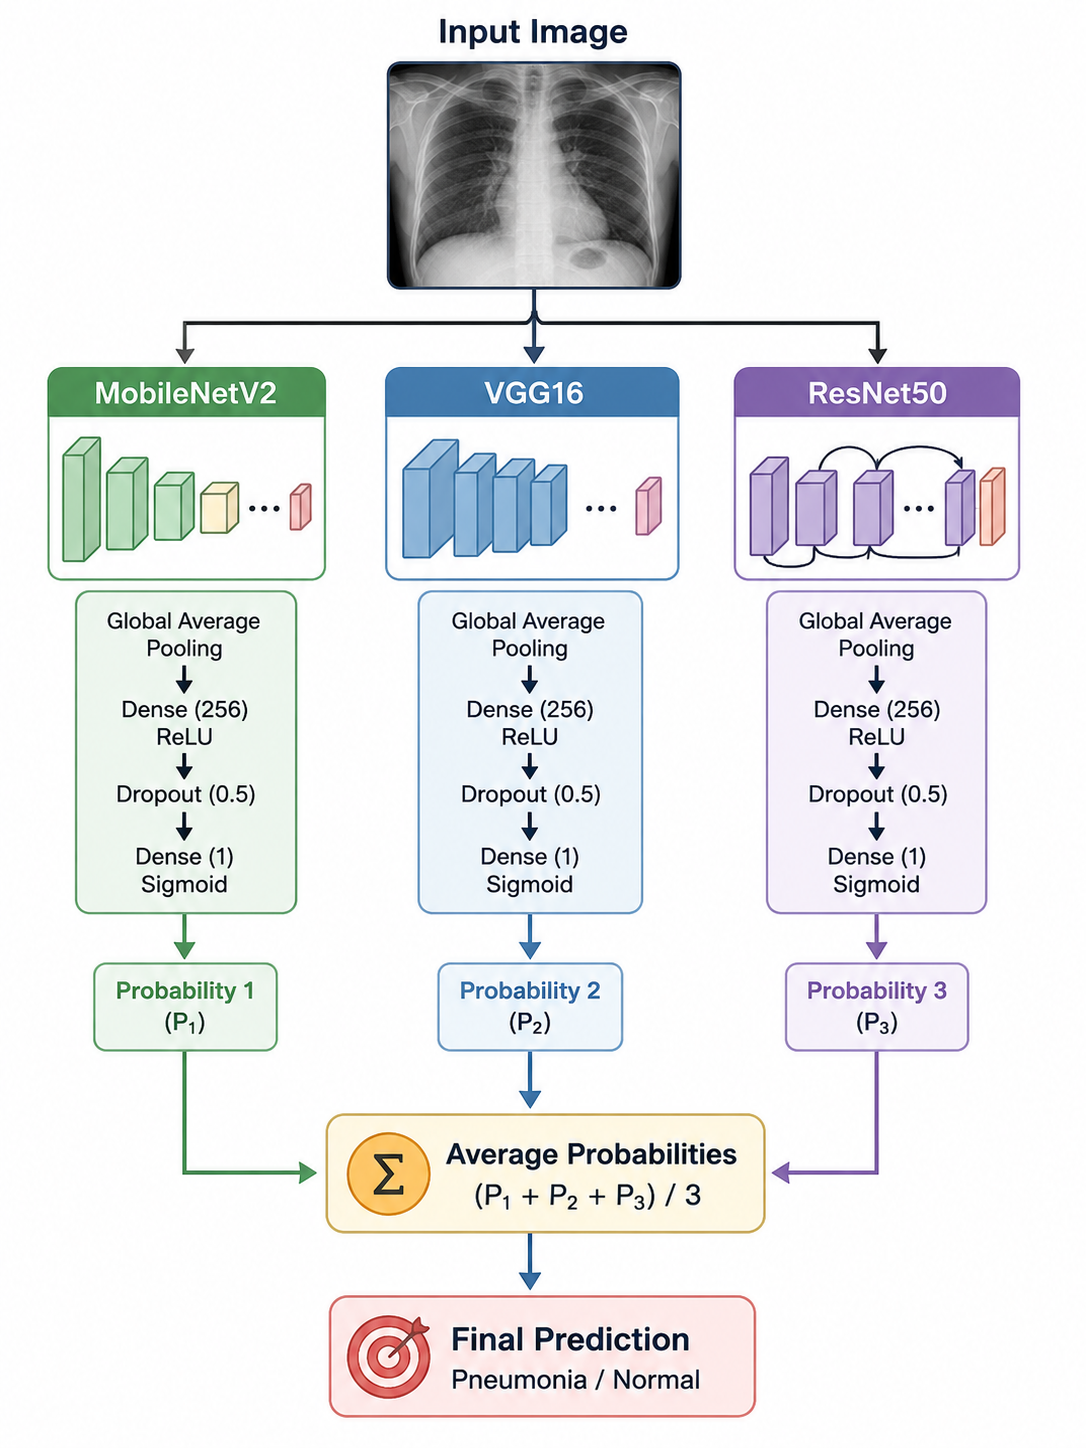 Input Image
MobileNetV2
VGG16
ResNet50
Global Average
Pooling
Dense (256)
ReLU
Dropout (0.5)
Dense (1)
Sigmoid
Global Average
Pooling
Dense (256)
ReLU
Dropout (0.5)
Dense (1)
Sigmoid
Global Average
Pooling
Dense (256)
ReLU
Dropout (0.5)
Dense (1)
Sigmoid
Probability 1
(P₁)
Probability 2
(P₂)
Probability 3
(P₃)
Σ
Average Probabilities
(P₁ + P₂ + P₃) / 3
Final Prediction
Pneumonia / Normal